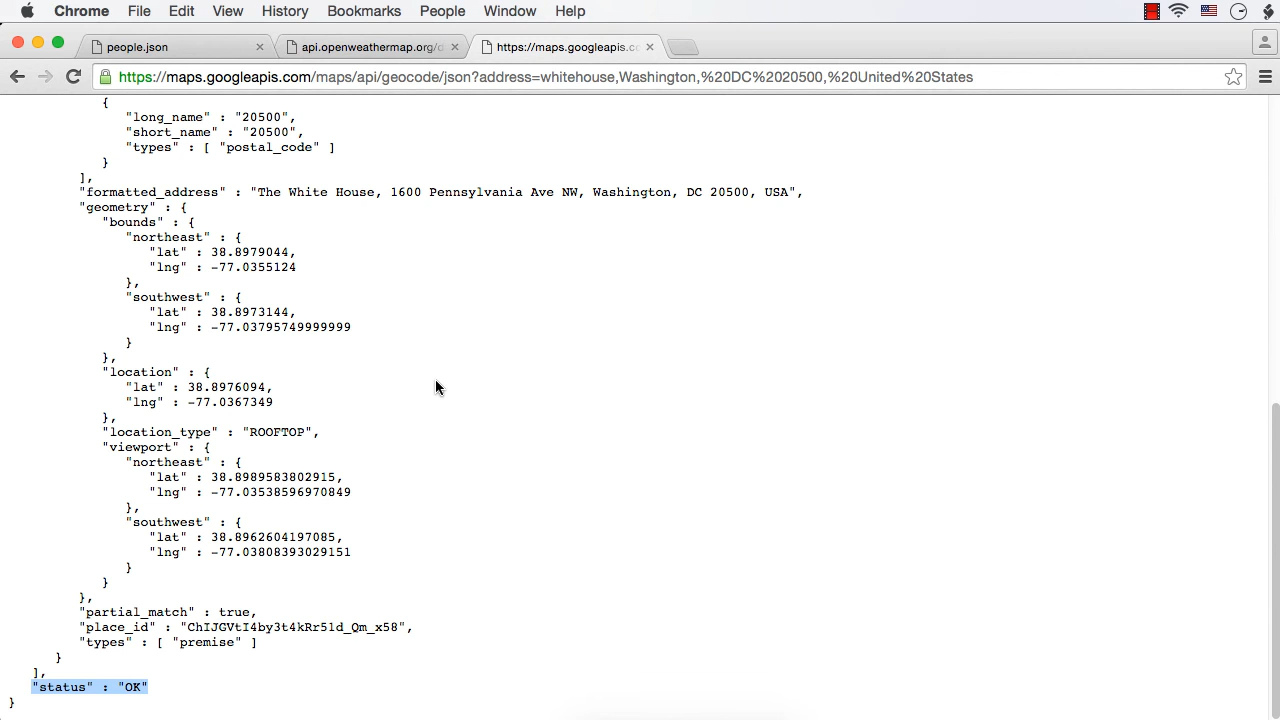 Chrome File Edit View History Bookmarks People Window Help
people.json
api.openweathermap.org/d
https://maps.googleapis.co
https://maps.googleapis.com/maps/api/geocode/json?address=whitehouse,Washington,%20DC%2020500,%20United%20States
{
"long_name" : "20500",
"short_name" : "20500",
"types" : [ "postal_code" ]
}
],
"formatted_address" : "The White House, 1600 Pennsylvania Ave NW, Washington, DC 20500, USA",
"geometry" : {
"bounds" : {
"northeast" : {
"lat" : 38.8979044,
"lng" : -77.0355124
},
"southwest" : {
"lat" : 38.8973144,
"lng" : -77.03795749999999
}
},
"location" : {
"lat" : 38.8976094,
"lng" : -77.0367349
},
"location_type" : "ROOFTOP",
"viewport" : {
"northeast" : {
"lat" : 38.8989583802915,
"lng" : -77.03538596970849
},
"southwest" : {
"lat" : 38.8962604197085,
"lng" : -77.03808393029151
}
}
},
"partial_match" : true,
"place_id" : "ChIJGVtI4by3t4kRr51d_Qm_x58",
"types" : [ "premise" ]
}
],
"status" : "OK"
}